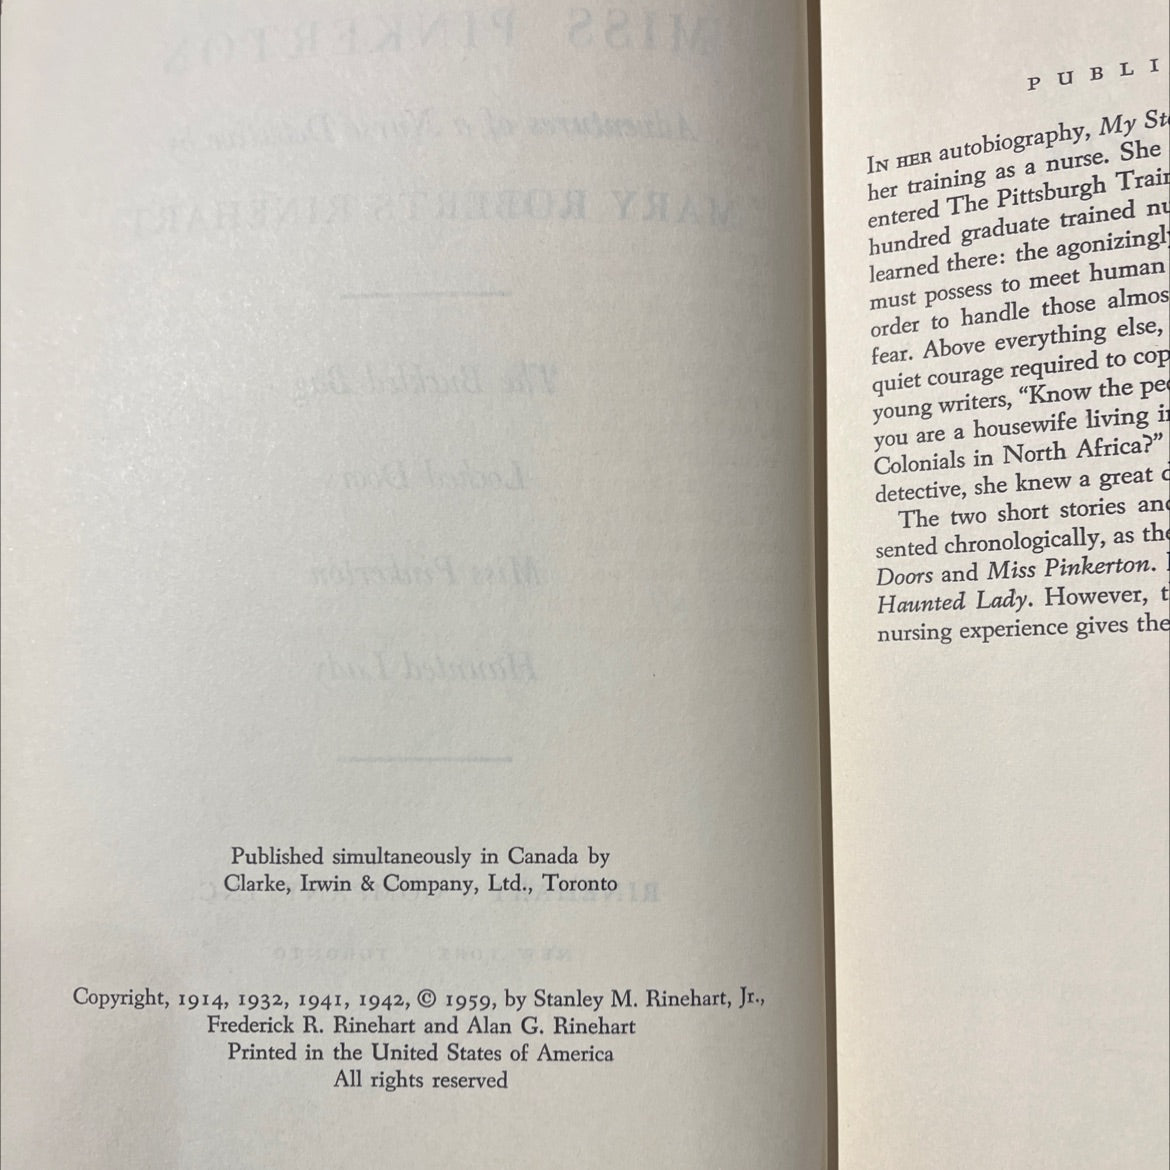 Published simultaneously in Canada by
Clarke, Irwin & Company, Ltd., Toronto
Copyright, 1914, 1932, 1941, 1942, © 1959, by Stanley M. Rinehart, Jr.,
Frederick R. Rinehart and Alan G. Rinehart
Printed in the United States of America
All rights reserved
PUBLI
IN HER autobiography, My St
her training as a nurse. She
entered The Pittsburgh Train
hundred graduate trained nu
learned there: the agonizingl
must possess to meet human
order to handle those almos
fear. Above everything else,
quiet courage required to cop
young writers, “Know the pe
you are a housewife living i
Colonials in North Africa?”
detective, she knew a great d
The two short stories and
sented chronologically, as the
Doors and Miss Pinkerton.
Haunted Lady. However, t
nursing experience gives the